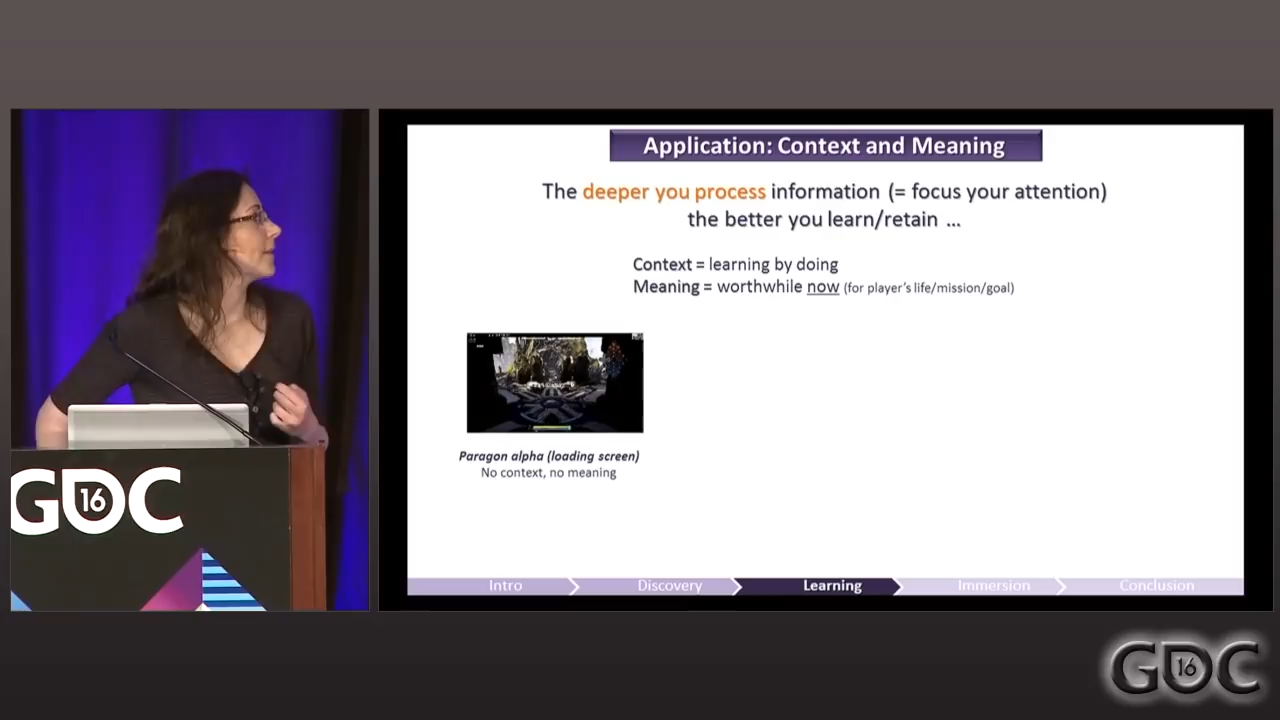 Application: Context and Meaning
The deeper you process information (= focus your attention)
the better you learn/retain ...
Context = learning by doing
Meaning = worthwhile now (for player's life/mission/goal)
Paragon alpha (loading screen)
No context, no meaning
Intro
Discovery
Learning
Immersion
Conclusion
GDC
16
GDC
16